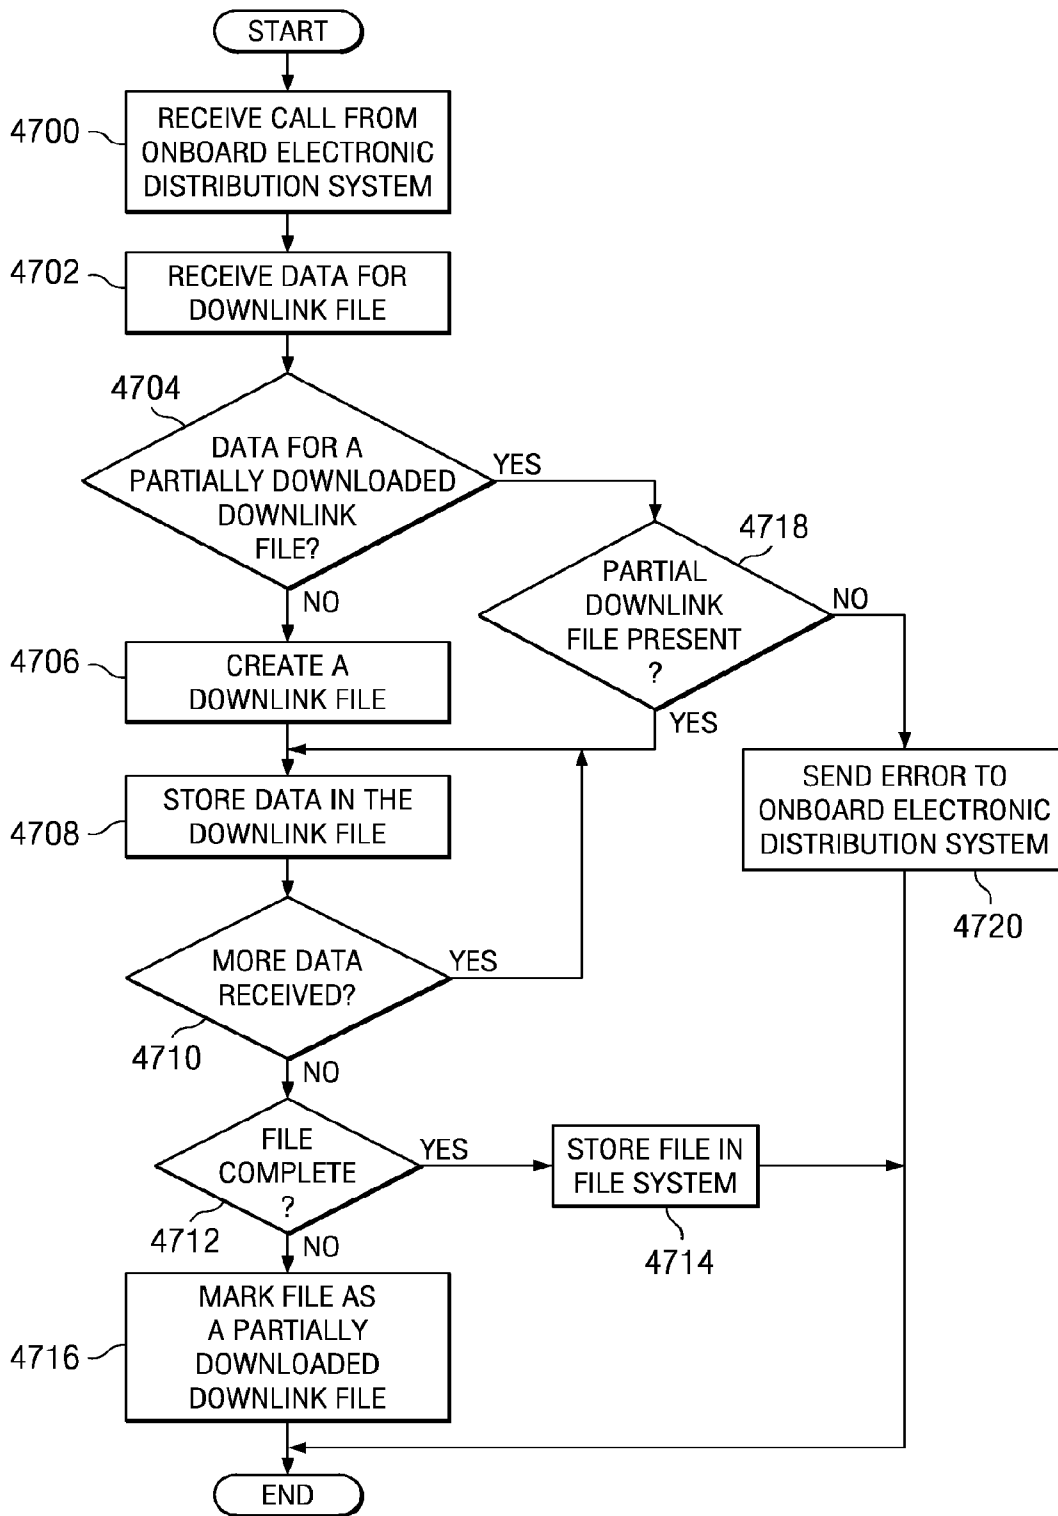 START
4700
RECEIVE CALL FROM
ONBOARD ELECTRONIC
DISTRIBUTION SYSTEM
4702
RECEIVE DATA FOR
DOWNLINK FILE
4704
DATA FOR A
PARTIALLY DOWNLOADED
DOWNLINK
FILE?
YES
NO
4718
PARTIAL
DOWNLINK
FILE PRESENT
?
NO
YES
4706
CREATE A
DOWNLINK FILE
4708
STORE DATA IN THE
DOWNLINK FILE
SEND ERROR TO
ONBOARD ELECTRONIC
DISTRIBUTION SYSTEM
4720
MORE DATA
RECEIVED?
YES
4710
NO
FILE
COMPLETE
?
YES
4712
NO
STORE FILE IN
FILE SYSTEM
4714
4716
MARK FILE AS
A PARTIALLY
DOWNLOADED
DOWNLINK FILE
END